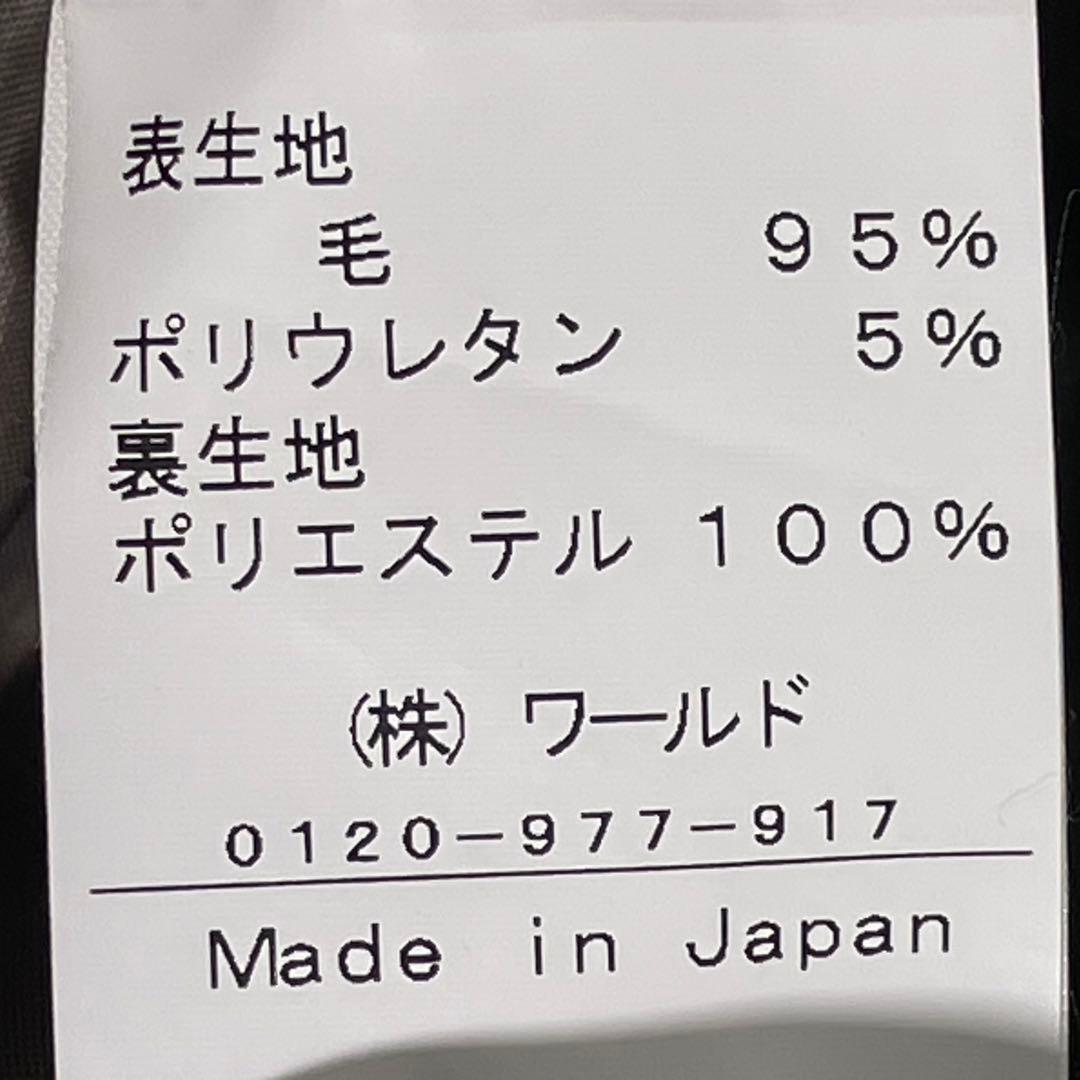 表生地
毛 95%
ポリウレタン 5%
裏生地
ポリエステル 100%
(株) ワールド
0120-977-917
Made in Japan